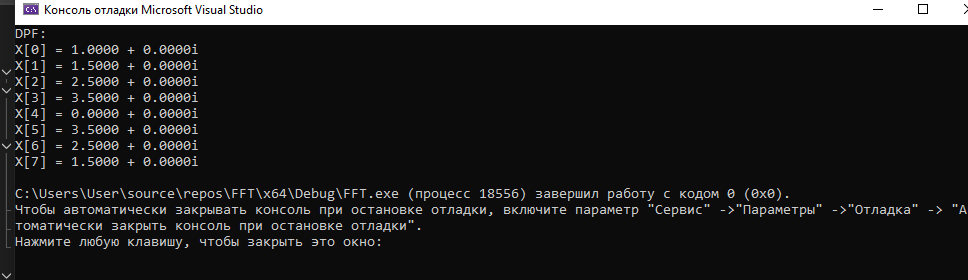 Консоль отладки Microsoft Visual Studio
DPF:
X[0] = 1.0000 + 0.0000i
X[1] = 1.5000 + 0.0000i
X[2] = 2.5000 + 0.0000i
X[3] = 3.5000 + 0.0000i
X[4] = 0.0000 + 0.0000i
X[5] = 3.5000 + 0.0000i
X[6] = 2.5000 + 0.0000i
X[7] = 1.5000 + 0.0000i
C:\Users\User\source\repos\FFT\x64\Debug\FFT.exe (процесс 18556) завершил работу с кодом 0 (0x0).
Чтобы автоматически закрывать консоль при остановке отладки, включите параметр "Сервис" ->"Параметры" ->"Отладка" -> "А
томатически закрыть консоль при остановке отладки".
Нажмите любую клавишу, чтобы закрыть это окно: